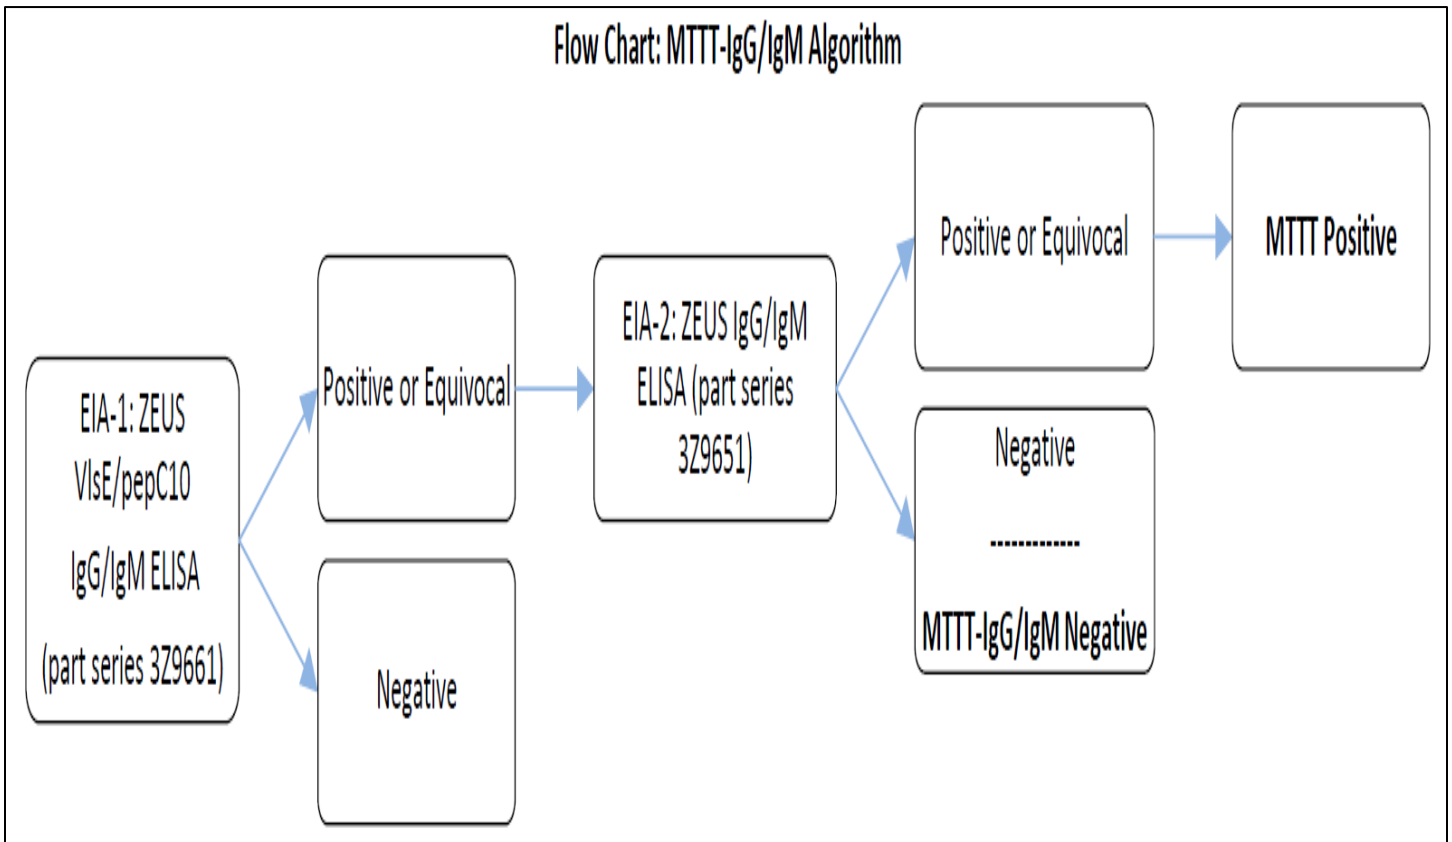 Flow Chart: MTTT-IgG/IgM Algorithm
EIA-1: ZEUS
VlsE/pepC10
IgG/IgM ELISA
(part series 3Z9661)
Positive or Equivocal
Negative
EIA-2: ZEUS IgG/IgM
ELISA (part series
3Z9651)
Positive or Equivocal
Negative
-------------
MTTT-IgG/IgM Negative
MTTT Positive